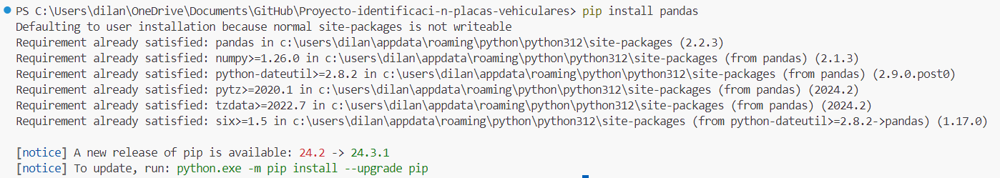 PS C:\Users\dilan\OneDrive\Documents\GitHub\Proyecto-identificaci-n-placas-vehiculares> pip install pandas
Defaulting to user installation because normal site-packages is not writeable
Requirement already satisfied: pandas in c:\users\dilan\appdata\roaming\python\python312\site-packages (2.2.3)
Requirement already satisfied: numpy>=1.26.0 in c:\users\dilan\appdata\roaming\python\python312\site-packages (from pandas) (2.1.3)
Requirement already satisfied: python-dateutil>=2.8.2 in c:\users\dilan\appdata\roaming\python\python312\site-packages (from pandas) (2.9.0.post0)
Requirement already satisfied: pytz>=2020.1 in c:\users\dilan\appdata\roaming\python\python312\site-packages (from pandas) (2024.2)
Requirement already satisfied: tzdata>=2022.7 in c:\users\dilan\appdata\roaming\python\python312\site-packages (from pandas) (2024.2)
Requirement already satisfied: six>=1.5 in c:\users\dilan\appdata\roaming\python\python312\site-packages (from python-dateutil>=2.8.2->pandas) (1.17.0)
[notice] A new release of pip is available: 24.2 -> 24.3.1
[notice] To update, run: python.exe -m pip install --upgrade pip